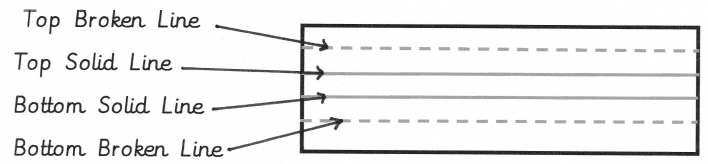 Top Broken Line
Top Solid Line
Bottom Solid Line
Bottom Broken Line